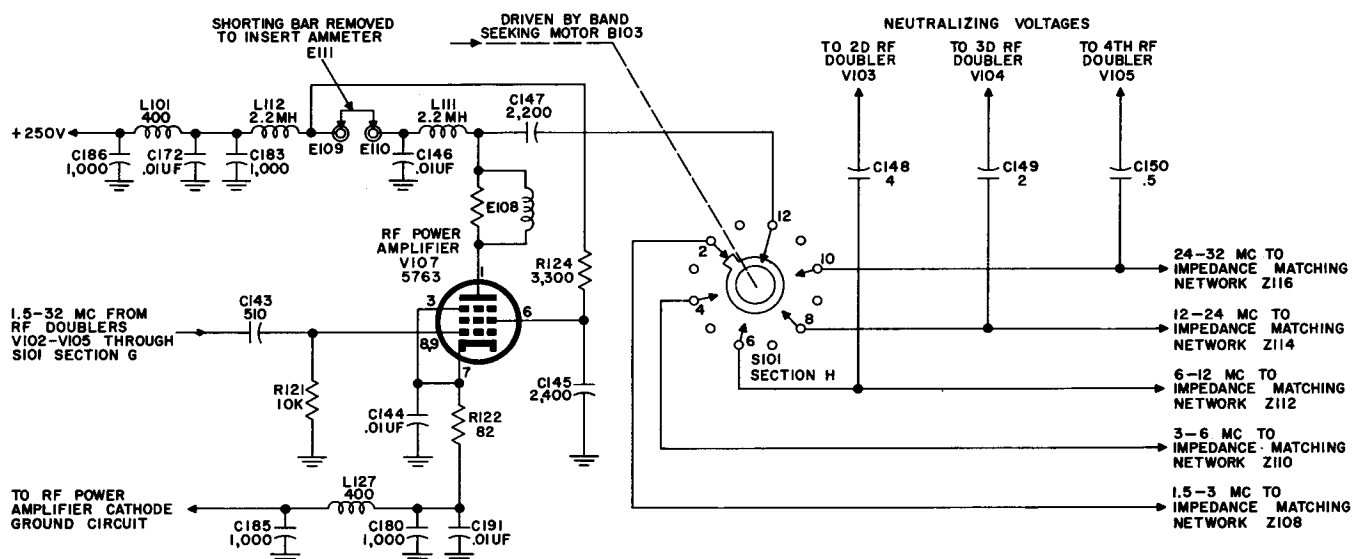 SHORTING BAR REMOVED
TO INSERT AMMETER
E111
DRIVEN BY BAND
SEEKING MOTOR B103
NEUTRALIZING VOLTAGES
TO 2D RF
DOUBLER
V103
TO 3D RF
DOUBLER
V104
TO 4TH RF
DOUBLER
V105
+250V
L101
400
L112
2.2MH
L111
2.2MH
C147
2,200
C186
1,000
C172
.01UF
C183
1,000
E109
E110
C146
.01UF
C148
4
C149
2
C150
.5
E108
RF POWER
AMPLIFIER
V107
5763
R124
3,300
1
3
6
8,9
7
12
2
10
4
8
6
S101
SECTION H
C143
510
1.5-32 MC FROM
RF DOUBLERS
V102-V105 THROUGH
S101 SECTION G
R121
10K
C144
.01UF
R122
82
C145
2,400
24-32 MC TO
IMPEDANCE MATCHING
NETWORK Z116
12-24 MC TO
IMPEDANCE MATCHING
NETWORK Z114
6-12 MC TO
IMPEDANCE MATCHING
NETWORK Z112
3-6 MC TO
IMPEDANCE MATCHING
NETWORK Z110
1.5-3 MC TO
IMPEDANCE MATCHING
NETWORK Z108
TO RF POWER
AMPLIFIER CATHODE
GROUND CIRCUIT
L127
400
C185
1,000
C180
1,000
C191
.01UF